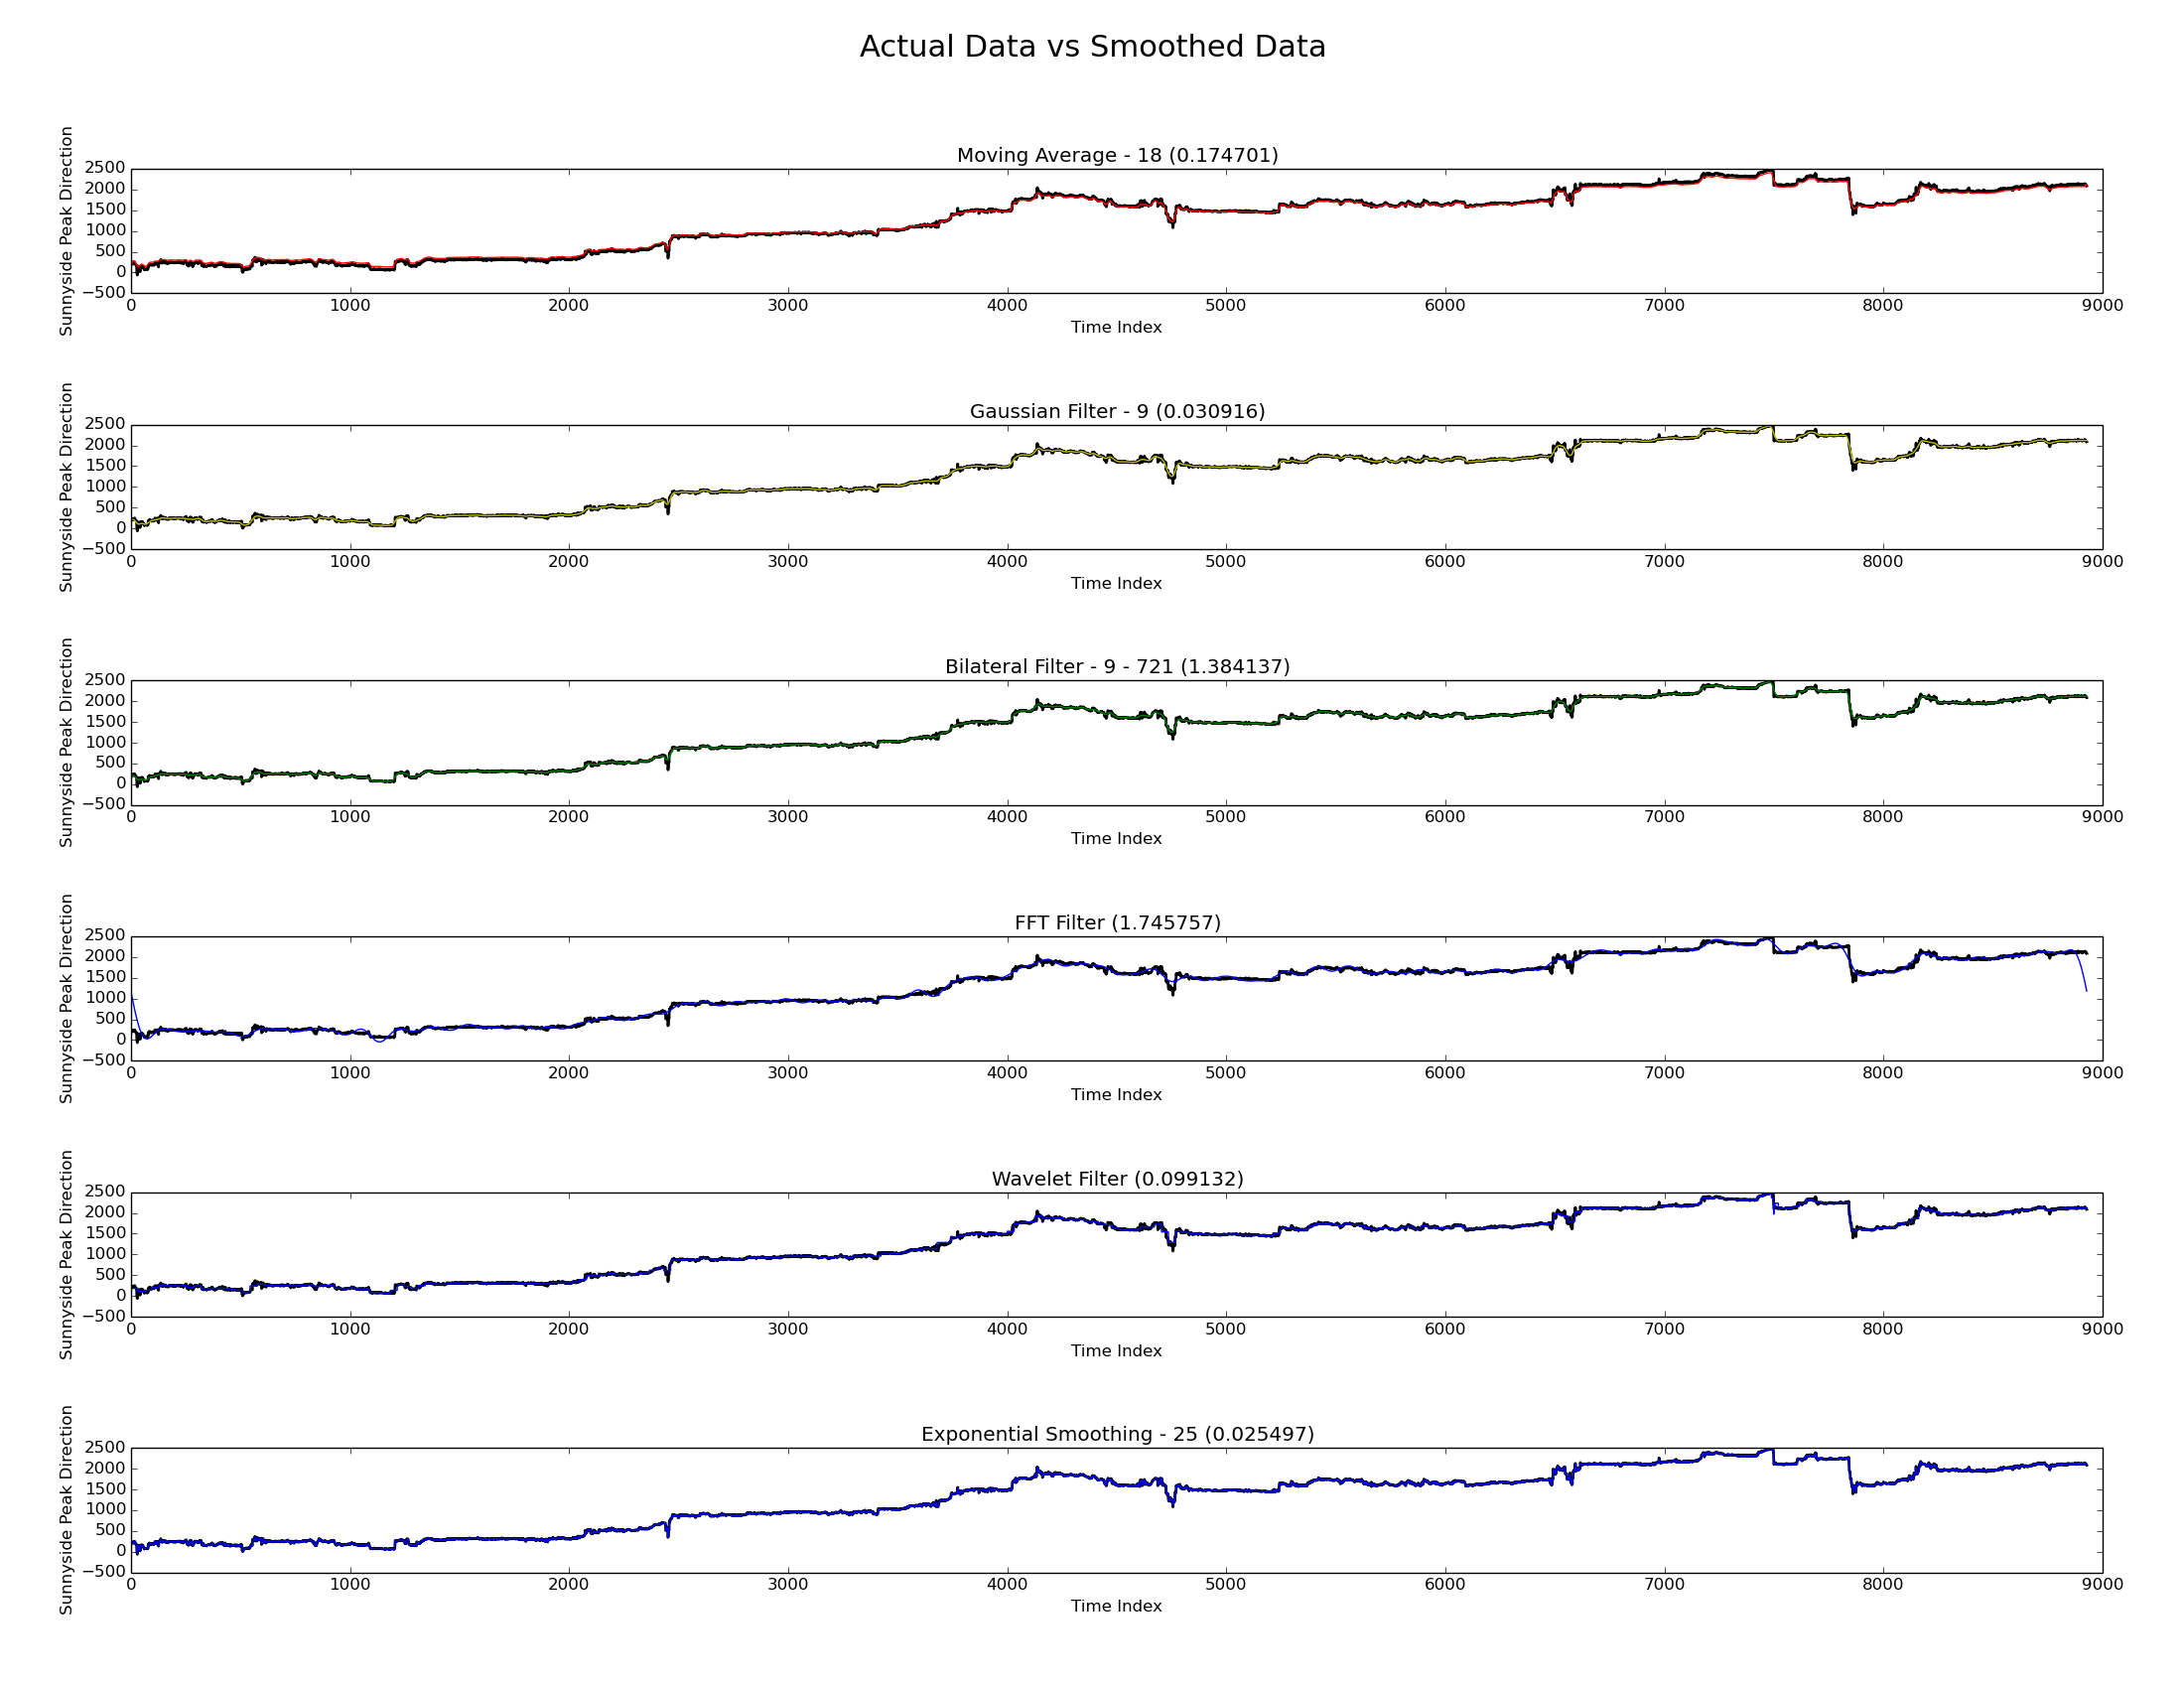 Actual Data vs Smoothed Data
Moving Average - 18 (0.174701)
Sunnyside Peak Direction
2500
2000
1500
1000
500
0
−500
0 1000 2000 3000 4000 5000 6000 7000 8000 9000
Time Index
Gaussian Filter - 9 (0.030916)
Sunnyside Peak Direction
2500
2000
1500
1000
500
0
−500
0 1000 2000 3000 4000 5000 6000 7000 8000 9000
Time Index
Bilateral Filter - 9 - 721 (1.384137)
Sunnyside Peak Direction
2500
2000
1500
1000
500
0
−500
0 1000 2000 3000 4000 5000 6000 7000 8000 9000
Time Index
FFT Filter (1.745757)
Sunnyside Peak Direction
2500
2000
1500
1000
500
0
−500
0 1000 2000 3000 4000 5000 6000 7000 8000 9000
Time Index
Wavelet Filter (0.099132)
Sunnyside Peak Direction
2500
2000
1500
1000
500
0
−500
0 1000 2000 3000 4000 5000 6000 7000 8000 9000
Time Index
Exponential Smoothing - 25 (0.025497)
Sunnyside Peak Direction
2500
2000
1500
1000
500
0
−500
0 1000 2000 3000 4000 5000 6000 7000 8000 9000
Time Index